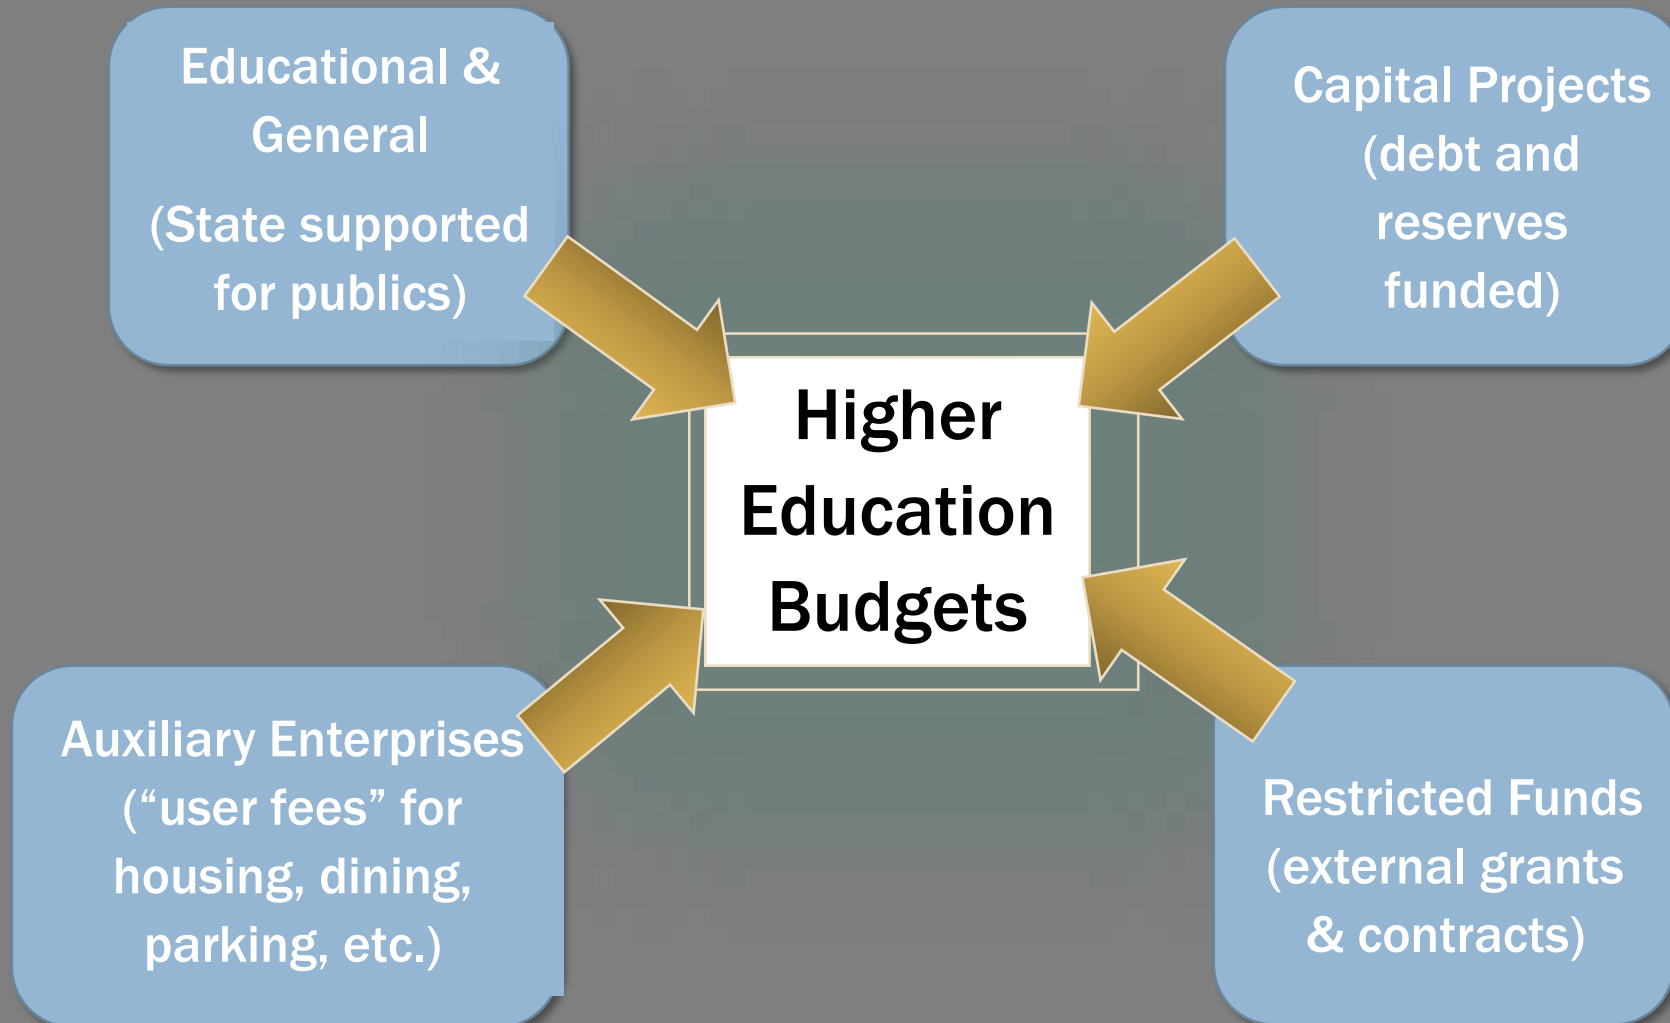 Educational &
General
(State supported
for publics)
Capital Projects
(debt and
reserves
funded)
Higher
Education
Budgets
Auxiliary Enterprises
(“user fees” for
housing, dining,
parking, etc.)
Restricted Funds
(external grants
& contracts)